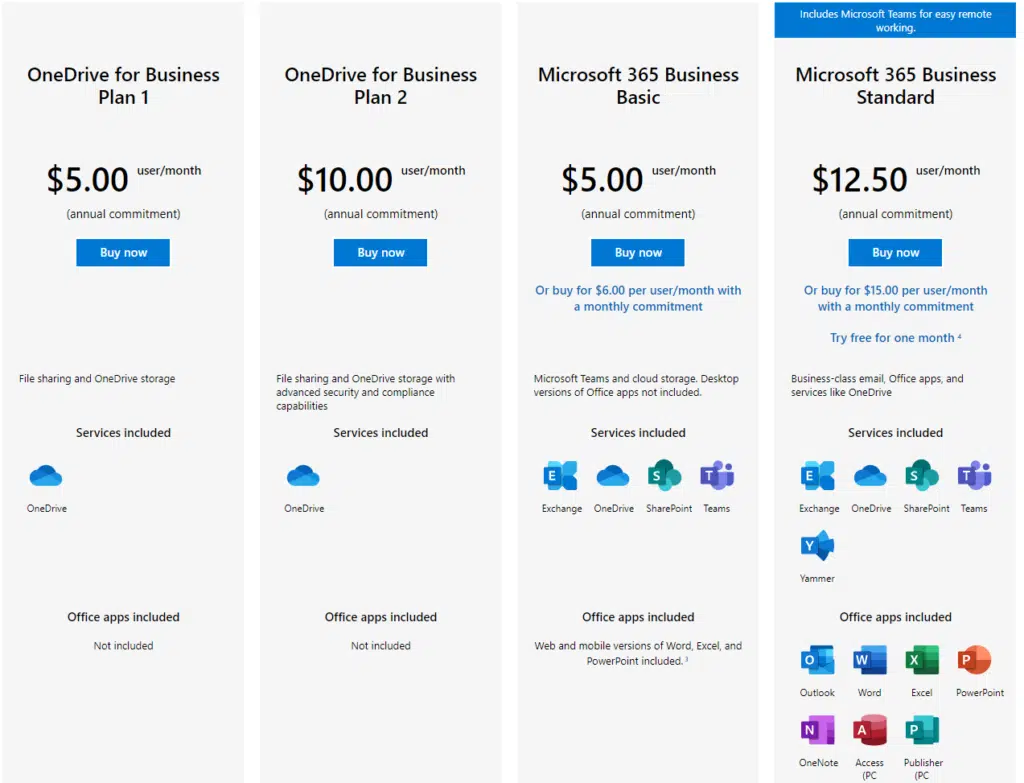 OneDrive for Business
Plan 1
$5.00 user/month
(annual commitment)
Buy now
File sharing and OneDrive storage
Services included
OneDrive
Office apps included
Not included
OneDrive for Business
Plan 2
$10.00 user/month
(annual commitment)
Buy now
File sharing and OneDrive storage with
advanced security and compliance
capabilities
Services included
OneDrive
Office apps included
Not included
Microsoft 365 Business
Basic
$5.00 user/month
(annual commitment)
Buy now
Or buy for $6.00 per user/month with
a monthly commitment
Microsoft Teams and cloud storage. Desktop
versions of Office apps not included.
Services included
E
S
T
Exchange OneDrive SharePoint Teams
Office apps included
Web and mobile versions of Word, Excel, and
PowerPoint included. 3
Includes Microsoft Teams for easy remote
working.
Microsoft 365 Business
Standard
$12.50 user/month
(annual commitment)
Buy now
Or buy for $15.00 per user/month
with a monthly commitment
Try free for one month 4
Business-class email, Office apps, and
services like OneDrive
Services included
E
S
T
Exchange OneDrive SharePoint Teams
Y
Yammer
Office apps included
O W X P
Outlook Word Excel PowerPoint
N A P
OneNote Access Publisher
(PC (PC